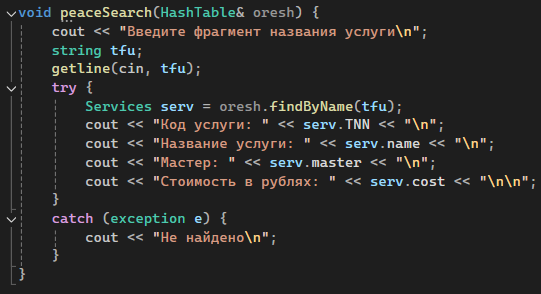 void peaceSearch(HashTable& oresh) {
    cout << "Введите фрагмент названия услуги\n";
    string tfu;
    getline(cin, tfu);
    try {
        Services serv = oresh.findByName(tfu);
        cout << "Код услуги: " << serv.TNN << "\n";
        cout << "Название услуги: " << serv.name << "\n";
        cout << "Мастер: " << serv.master << "\n";
        cout << "Стоимость в рублях: " << serv.cost << "\n\n";
    }
    catch (exception e) {
        cout << "Не найдено\n";
    }
}